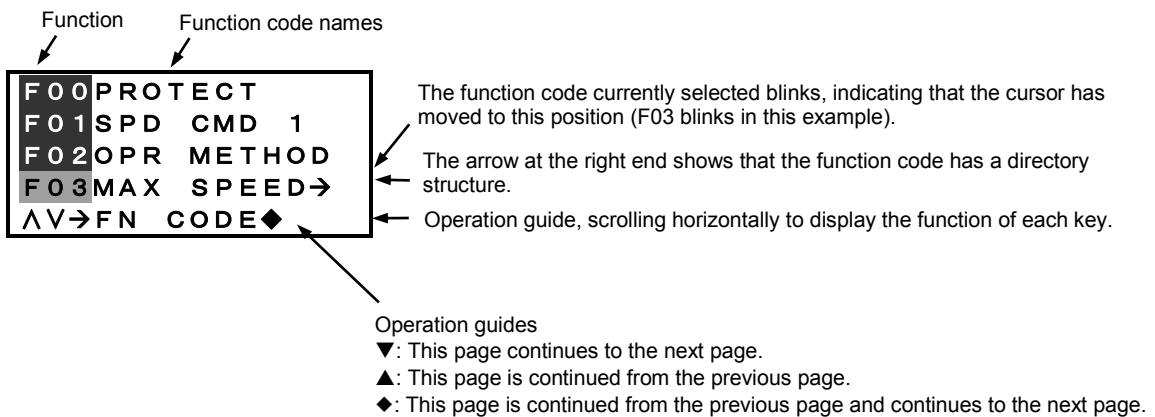 Function
Function code names
F00PROTECT
F01SPD CMD 1
F02OPR METHOD
F03MAX SPEED→
∧∨→FN CODE◆
The function code currently selected blinks, indicating that the cursor has
moved to this position (F03 blinks in this example).
The arrow at the right end shows that the function code has a directory
structure.
Operation guide, scrolling horizontally to display the function of each key.
Operation guides
▼: This page continues to the next page.
▲: This page is continued from the previous page.
◆: This page is continued from the previous page and continues to the next page.